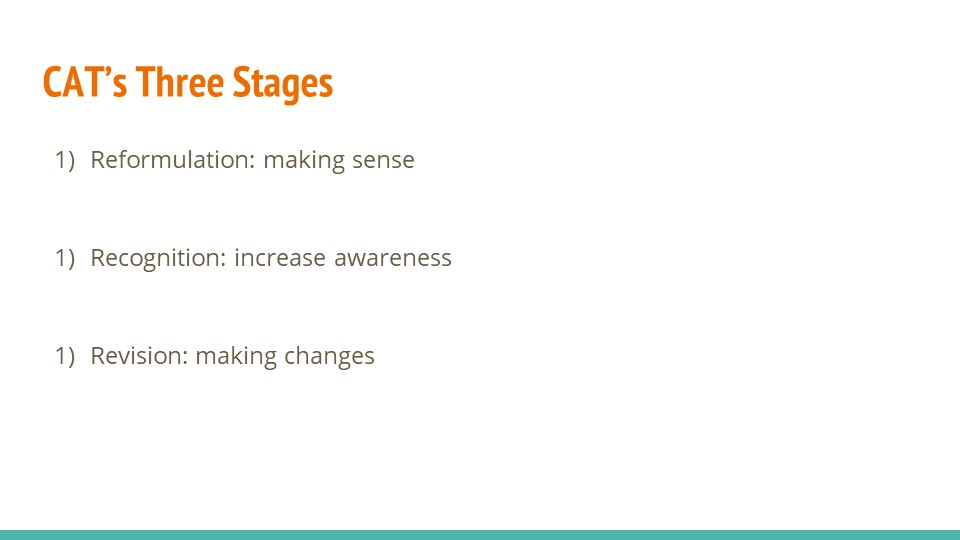 CAT’s Three Stages
1) Reformulation: making sense
1) Recognition: increase awareness
1) Revision: making changes